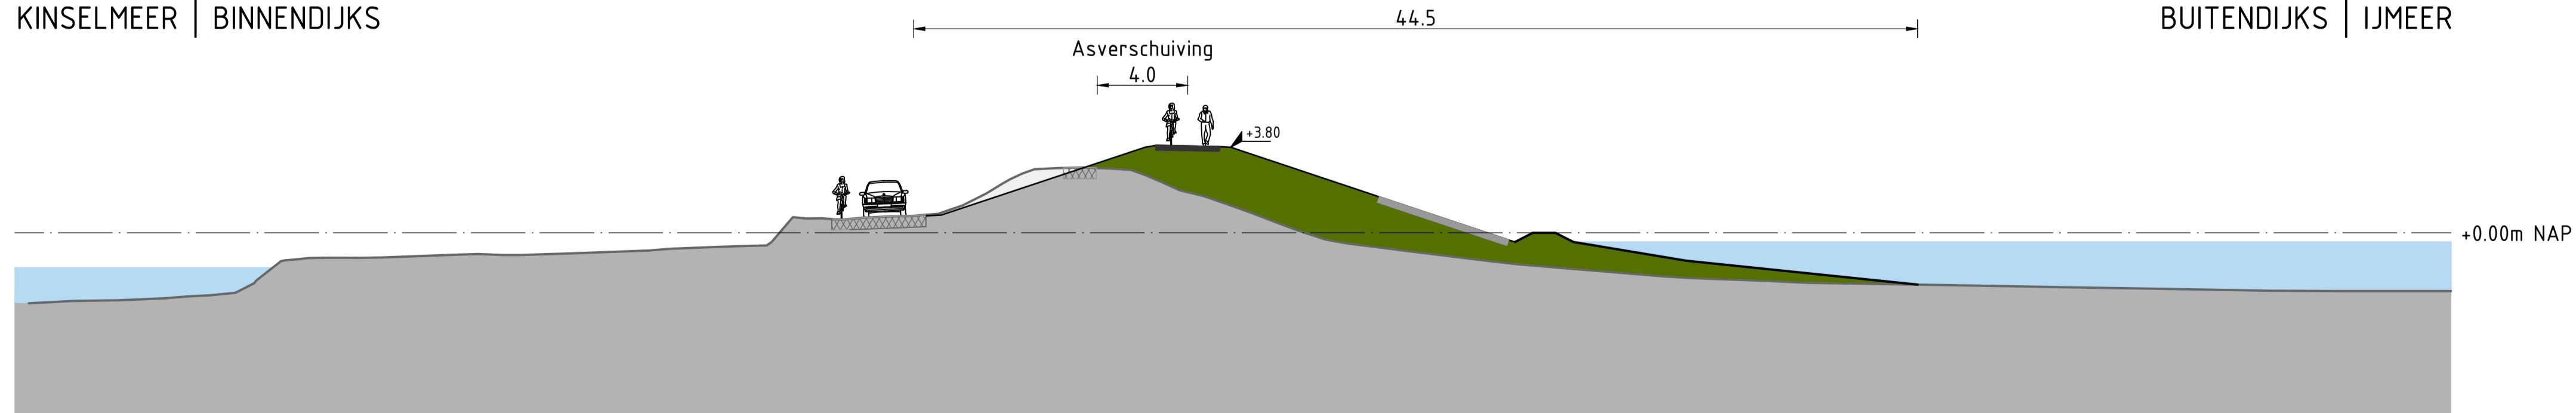 KINSELMEER | BINNENDIJKS
44.5
BUITENDIJKS | IJMEER
Asverschuiving
4.0
+3.80
+0.00m NAP